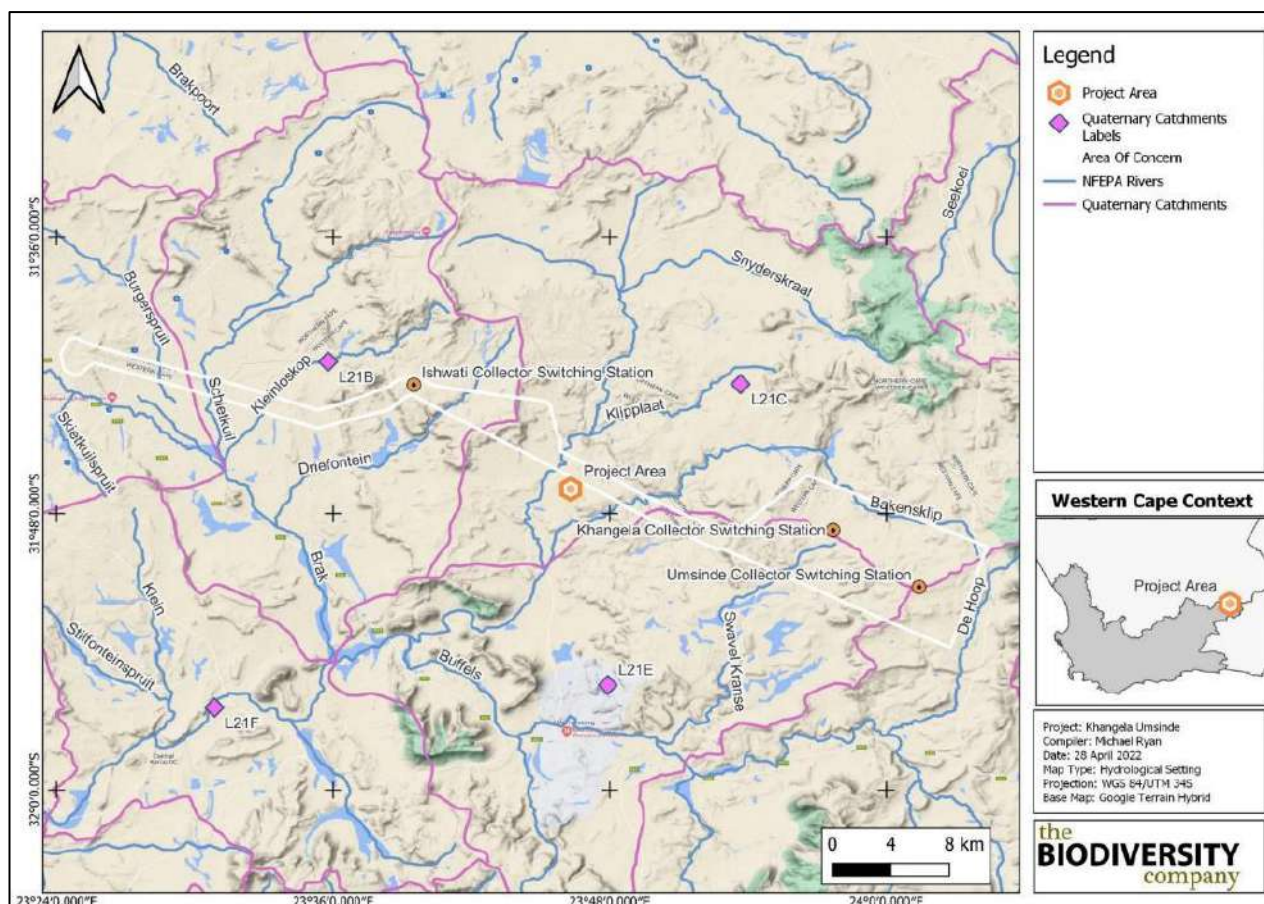 Brakpoort
Seekoei
Snyderskraal
Burgerspruit
Schietkuil
Kleinloskop
L21B
Ishwati Collector Switching Station
Klipplaat
L21C
Skietkuilspruit
Driefontein
Project Area
Khangela Collector Switching Station
Bakensklip
Umsinde Collector Switching Station
De Hoop
Brak
Klein
Stilfonteinspruit
Buffels
Swavel Kranse
L21E
L21F
31°36'0.000"S
31°48'0.000"S
32°0'0.000"S
23°24'0.000"E
23°36'0.000"E
23°48'0.000"E
24°0'0.000"E
0 4 8 km
Legend
Project Area
Quaternary Catchments
Labels
Area Of Concern
NFEPA Rivers
Quaternary Catchments
Western Cape Context
Project Area
Project: Khangela Umsinde
Compiler: Michael Ryan
Date: 28 April 2022
Map Type: Hydrological Setting
Projection: WGS 84/UTM 34S
Base Map: Google Terrain Hybrid
the
BIODIVERSITY
company